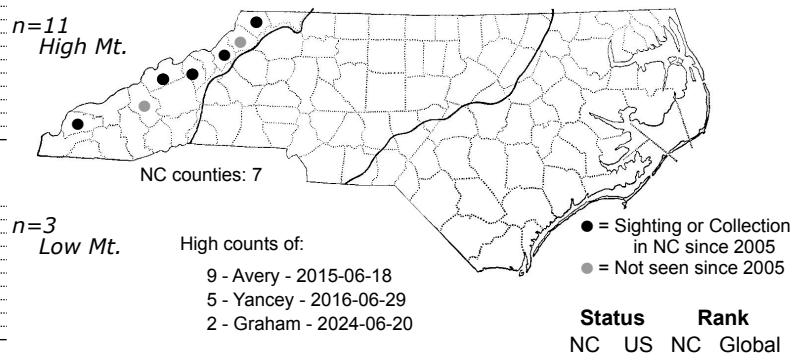 n=11
High Mt.
NC counties: 7
n=3
Low Mt.
High counts of:
9 - Avery - 2015-06-18
5 - Yancey - 2016-06-29
2 - Graham - 2024-06-20
● = Sighting or Collection
in NC since 2005
● = Not seen since 2005
Status Rank
NC US NC Global